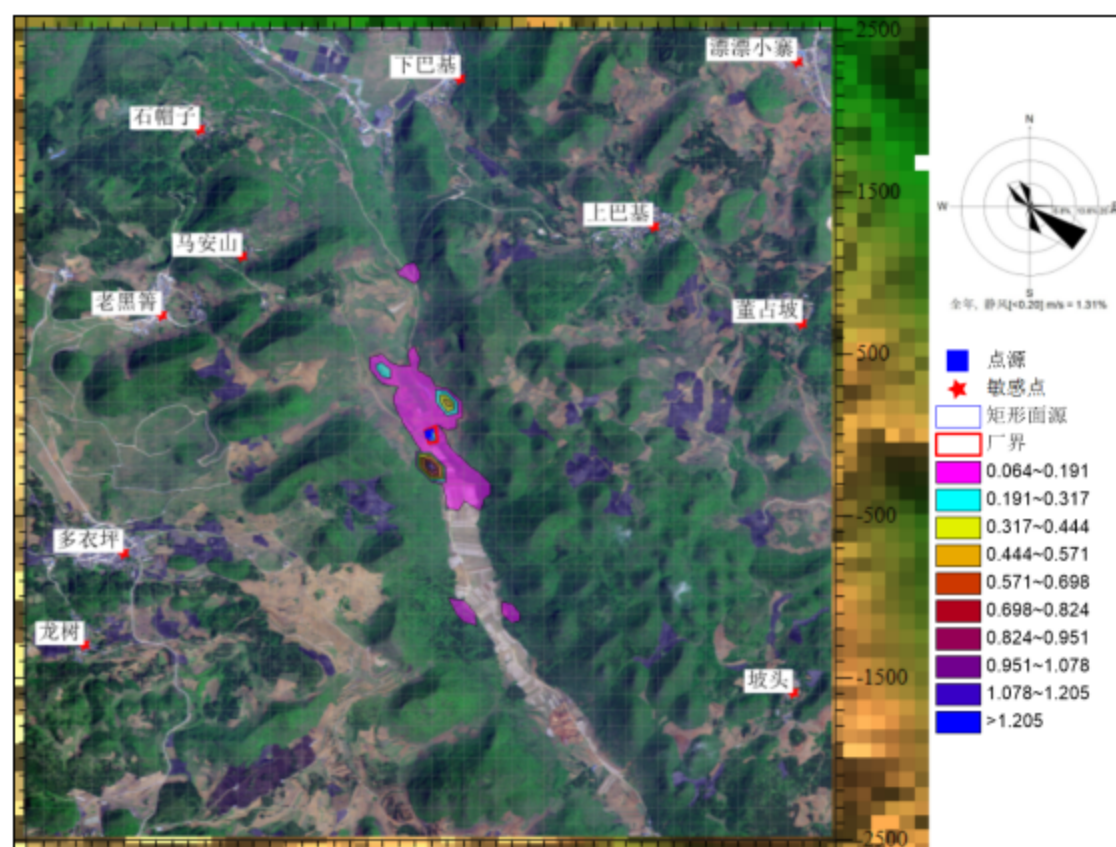 2500
漂漂小寨
下巴基
石帽子
N
1500
W
E
上巴基
马安山
S
老黑箐
董占坡
全年, 静风[<0.20] m/s = 1.31%
500
点源
敏感点
矩形面源
厂界
0.064~0.191
0.191~0.317
0.317~0.444
-500
多衣坪
0.444~0.571
0.571~0.698
0.698~0.824
龙树
0.824~0.951
坡头
-1500
0.951~1.078
1.078~1.205
>1.205
-2500